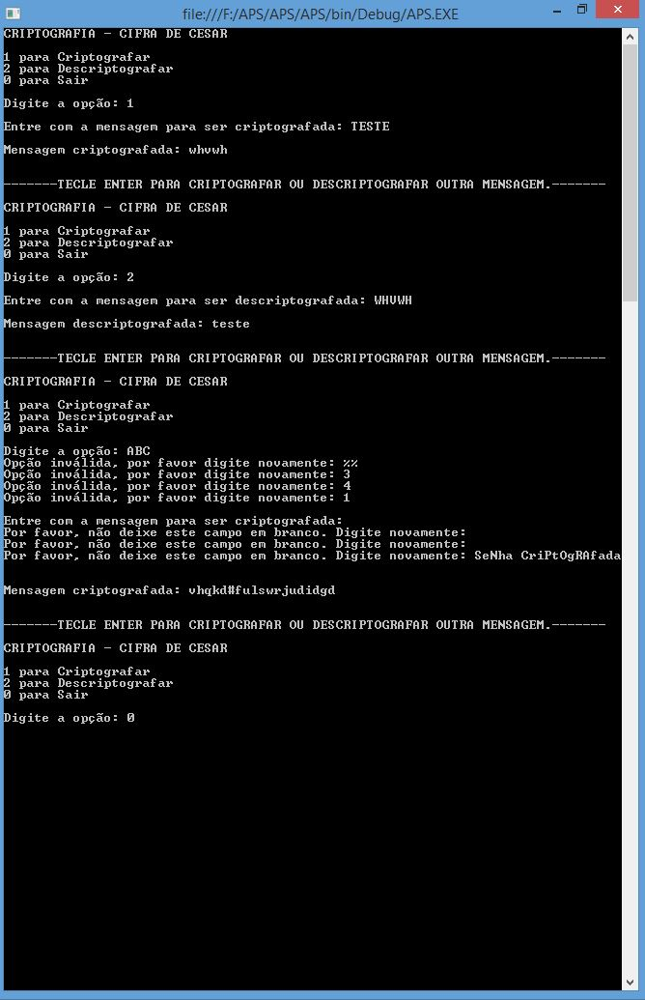 file:///F:/APS/APS/APS/bin/Debug/APS.EXE
CRIPTOGRAFIA - CIFRA DE CESAR
1 para Criptografar
2 para Descriptografar
0 para Sair
Digite a opção: 1
Entre com a mensagem para ser criptografada: TESTE
Mensagem criptografada: whvwh
-------TECLE ENTER PARA CRIPTOGRAFAR OU DESCRIPTOGRAFAR OUTRA MENSAGEM.-------
CRIPTOGRAFIA - CIFRA DE CESAR
1 para Criptografar
2 para Descriptografar
0 para Sair
Digite a opção: 2
Entre com a mensagem para ser descriptografada: WHVWH
Mensagem descriptografada: teste
-------TECLE ENTER PARA CRIPTOGRAFAR OU DESCRIPTOGRAFAR OUTRA MENSAGEM.-------
CRIPTOGRAFIA - CIFRA DE CESAR
1 para Criptografar
2 para Descriptografar
0 para Sair
Digite a opção: ABC
Opção inválida, por favor digite novamente: %%
Opção inválida, por favor digite novamente: 3
Opção inválida, por favor digite novamente: 4
Opção inválida, por favor digite novamente: 1
Entre com a mensagem para ser criptografada:
Por favor, não deixe este campo em branco. Digite novamente:
Por favor, não deixe este campo em branco. Digite novamente:
Por favor, não deixe este campo em branco. Digite novamente: SeNha CriPtOgRAfada
Mensagem criptografada: vhqkd#fulswrjudidgd
-------TECLE ENTER PARA CRIPTOGRAFAR OU DESCRIPTOGRAFAR OUTRA MENSAGEM.-------
CRIPTOGRAFIA - CIFRA DE CESAR
1 para Criptografar
2 para Descriptografar
0 para Sair
Digite a opção: 0